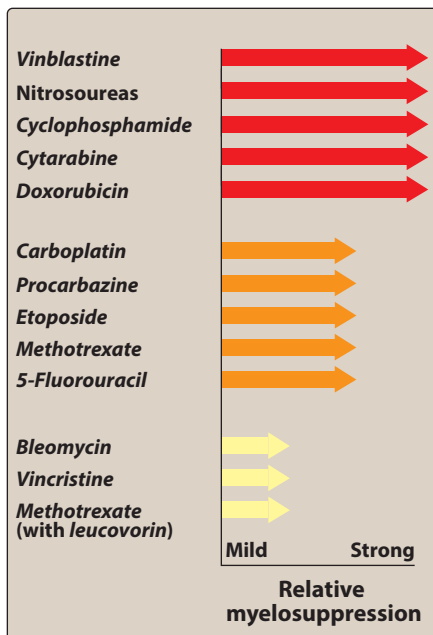 Vinblastine
Nitrosoureas
Cyclophosphamide
Cytarabine
Doxorubicin
Carboplatin
Procarbazine
Etoposide
Methotrexate
5-Fluorouracil
Bleomycin
Vincristine
Methotrexate
(with leucovorin)
Mild Strong
Relative
myelosuppression